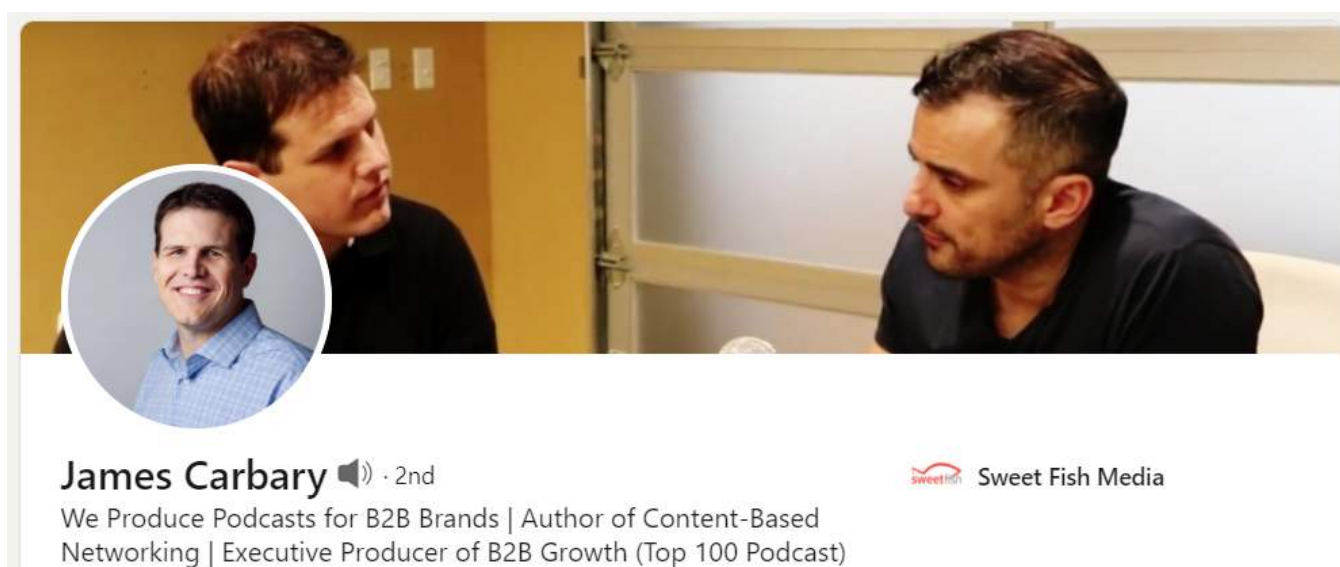 James Carbary · 2nd
We Produce Podcasts for B2B Brands | Author of Content-Based
Networking | Executive Producer of B2B Growth (Top 100 Podcast)
sweetfish
Sweet Fish Media